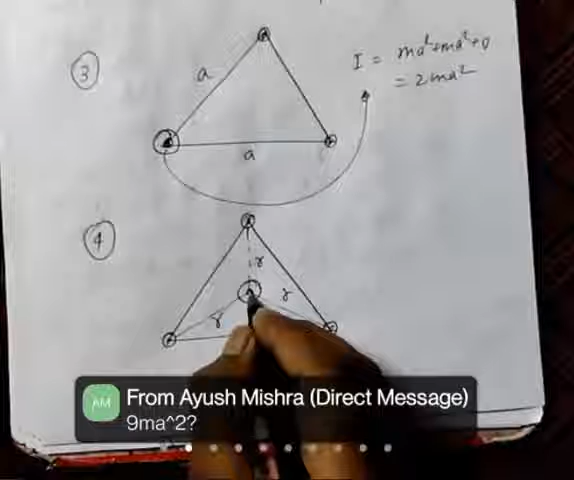 ③
a
a
I = ma²+ma²+0
= 2ma²
④
r
r
r
AM
From Ayush Mishra (Direct Message)
9ma^2?